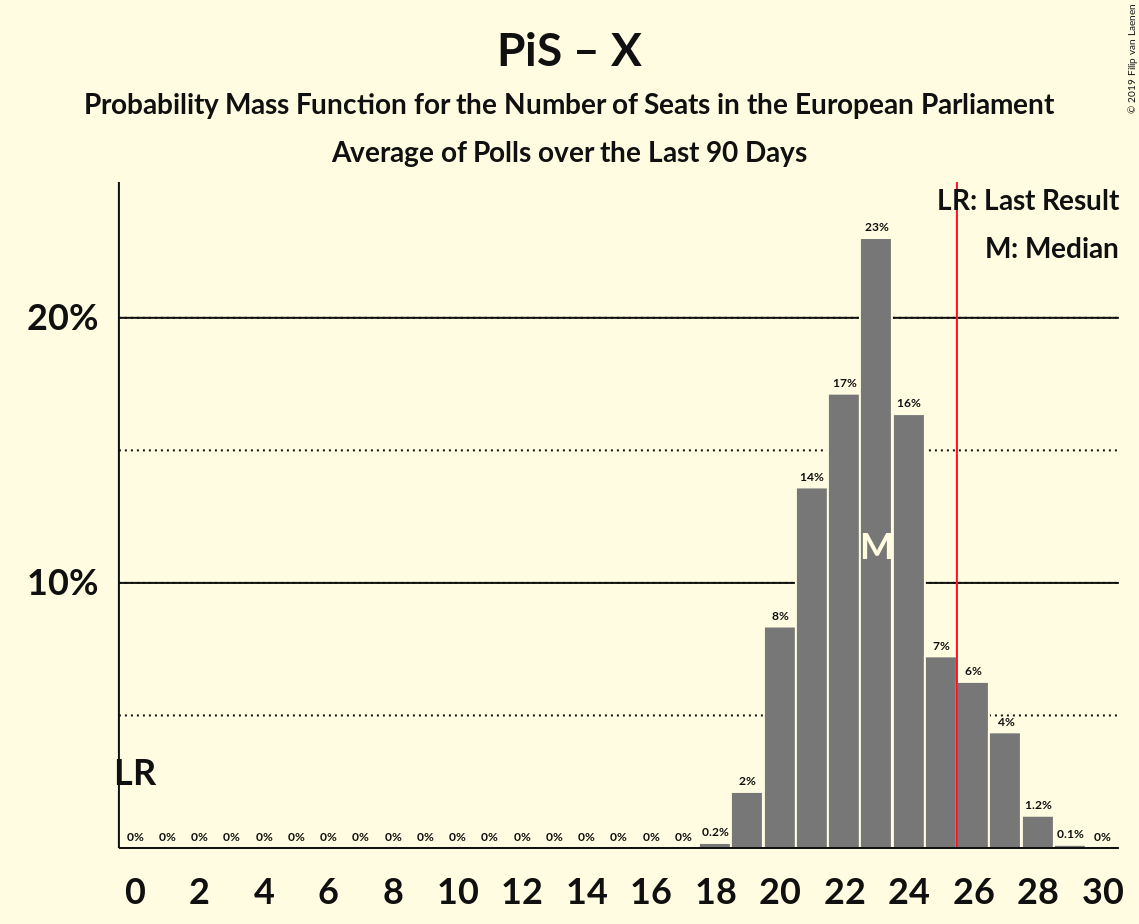 PiS – X
Probability Mass Function for the Number of Seats in the European Parliament
Average of Polls over the Last 90 Days
© 2019 Filip van Laenen
LR: Last Result
M: Median
23%
20%
17%
16%
14%
M
10%
8%
7%
6%
4%
LR
2%
1.2%
0% 0% 0% 0% 0% 0% 0% 0% 0% 0% 0% 0% 0% 0% 0% 0% 0% 0% 0.2% 0.1% 0%
0 2 4 6 8 10 12 14 16 18 20 22 24 26 28 30